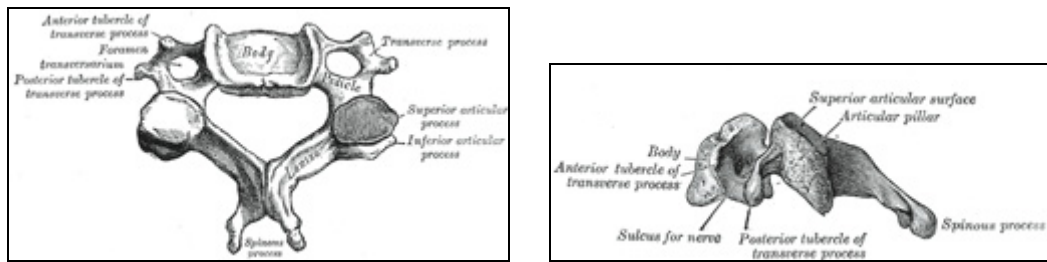 Anterior tubercle of
transverse process
Foramen
transversarium
Posterior tubercle of
transverse process
Body
Transverse process
Pedicle
Superior articular
process
Inferior articular
process
Lamina
Spinous
process
Superior articular surface
Articular pillar
Body
Anterior tubercle of
transverse process
Sulcus for nerve
Posterior tubercle of
transverse process
Spinous process